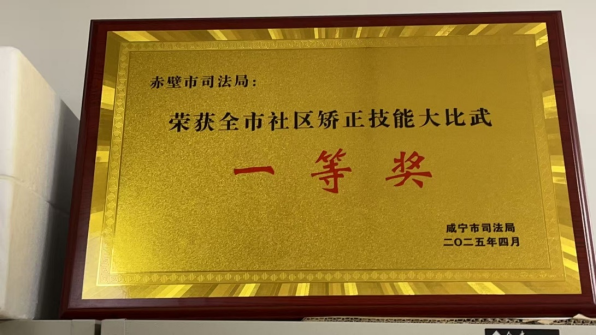 赤壁市司法局：
荣获全市社区矫正技能大比武
一等奖
咸宁市司法局
二〇二五年四月